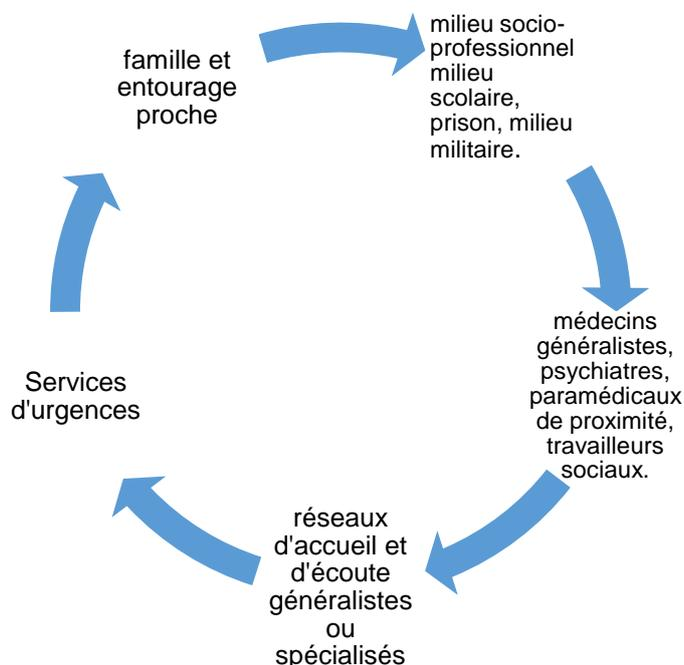 famille et
entourage
proche
milieu socio-
professionnel
milieu
scolaire,
prison, milieu
militaire.
médecins
généralistes,
psychiatres,
paramédicaux
de proximité,
travailleurs
sociaux.
réseaux
d'accueil et
d'écoute
généralistes
ou
spécialisés
Services
d'urgences